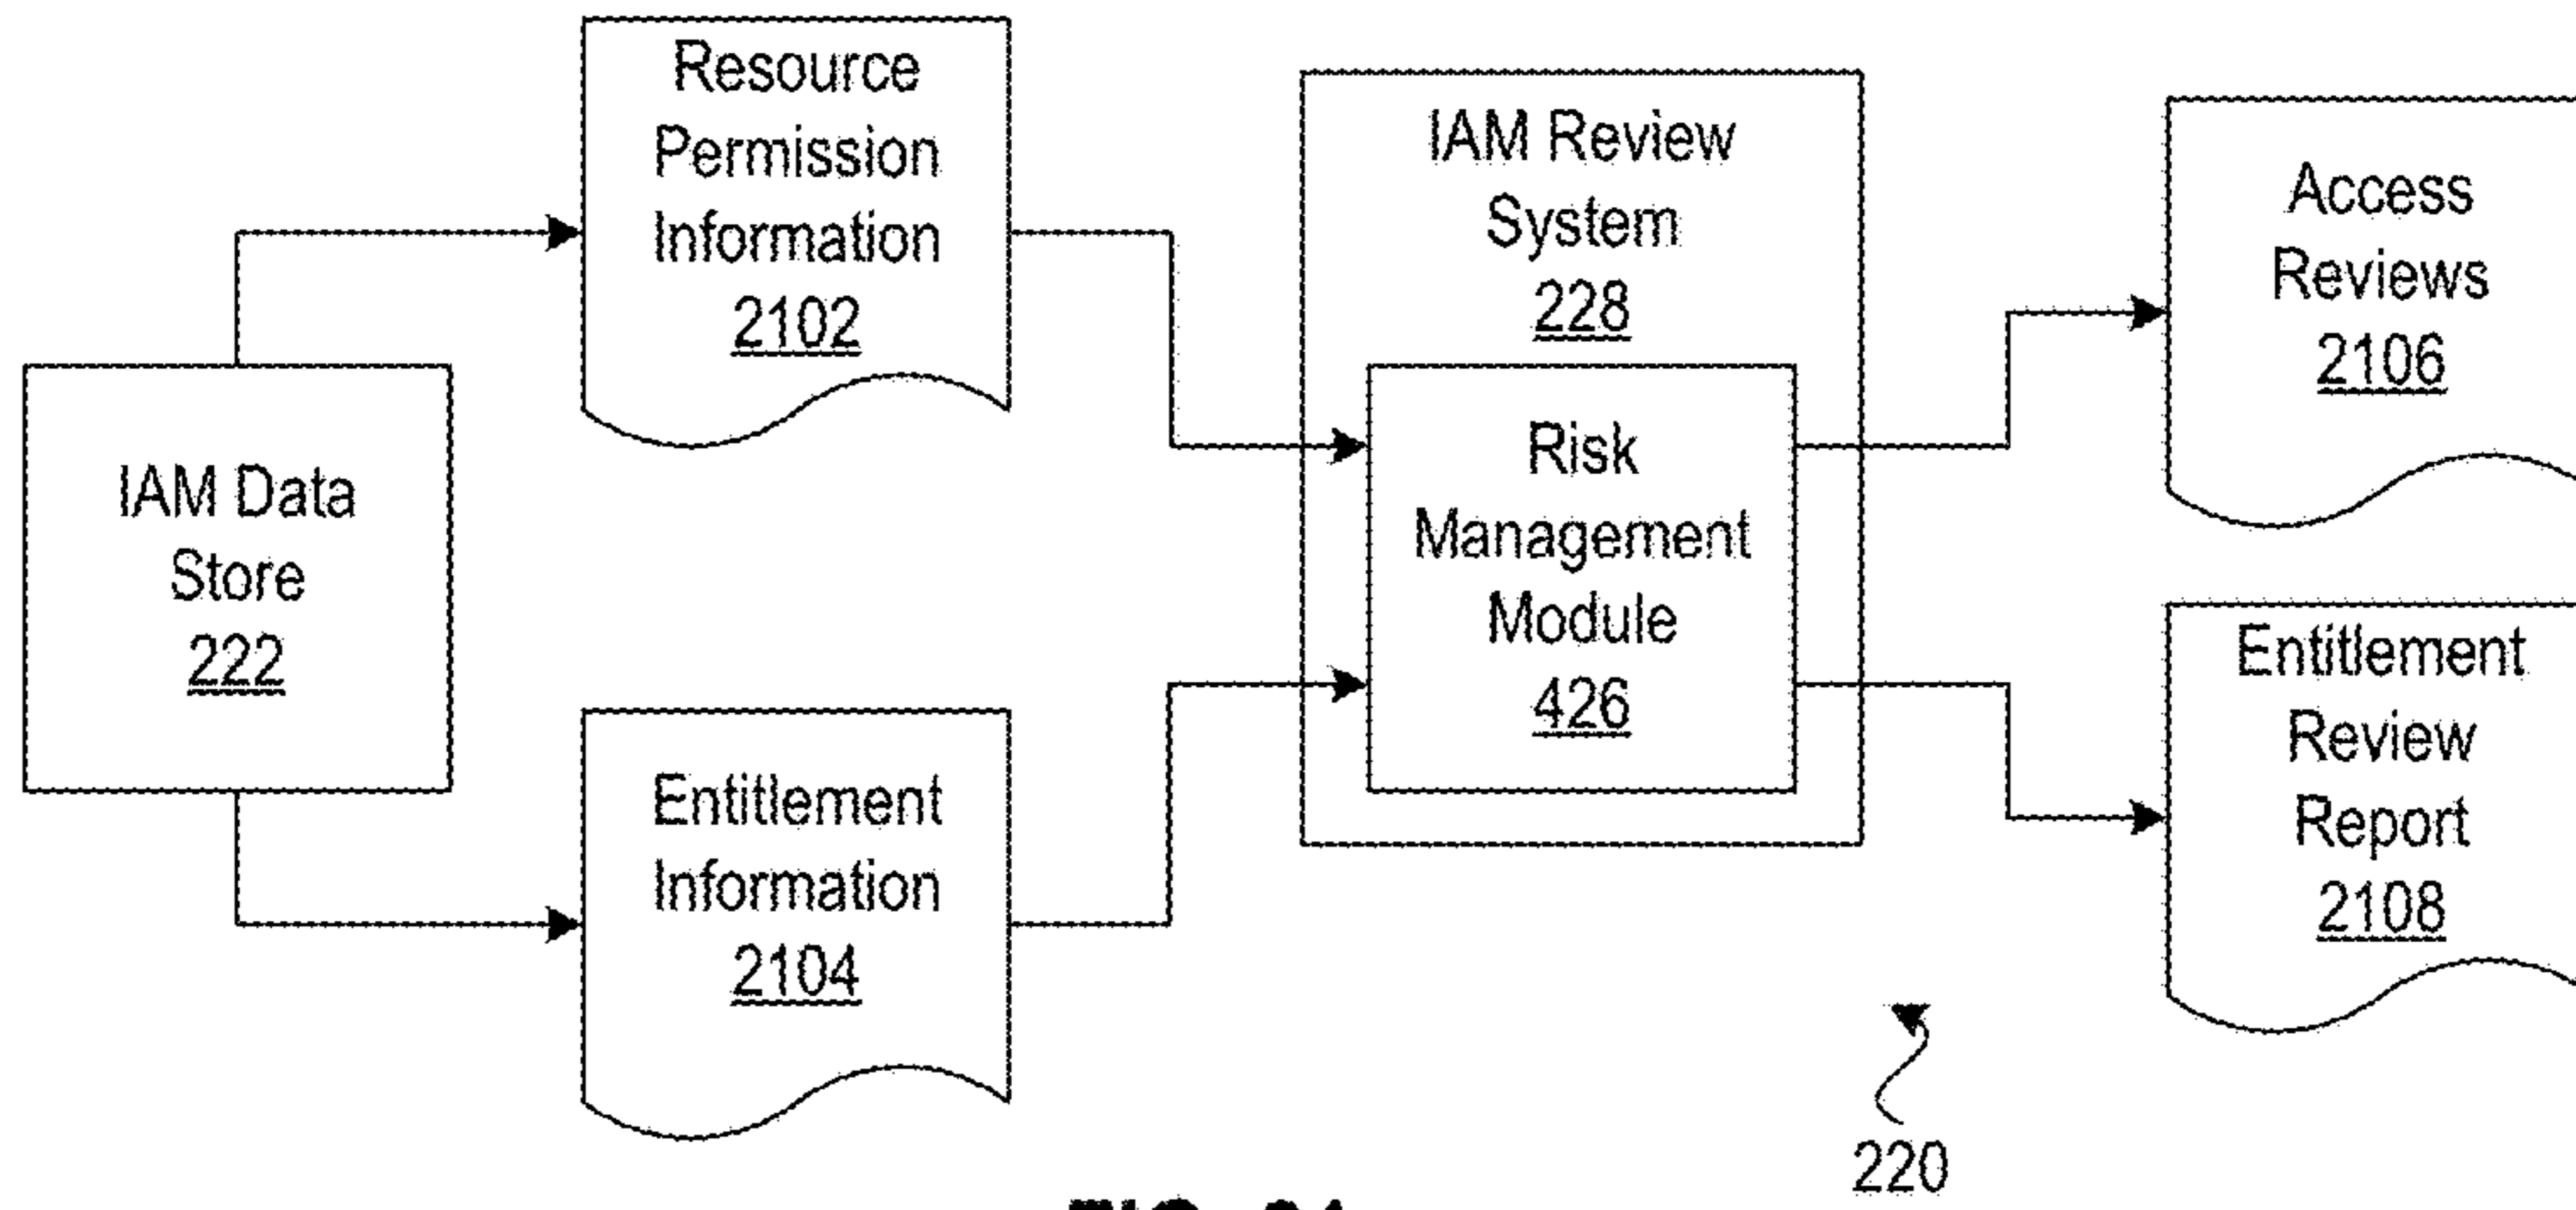 Resource
Permission
Information
2102
IAM Data
Store
222
Entitlement
Information
2104
IAM Review
System
228
Risk
Management
Module
426
Access
Reviews
2106
Entitlement
Review
Report
2108
220